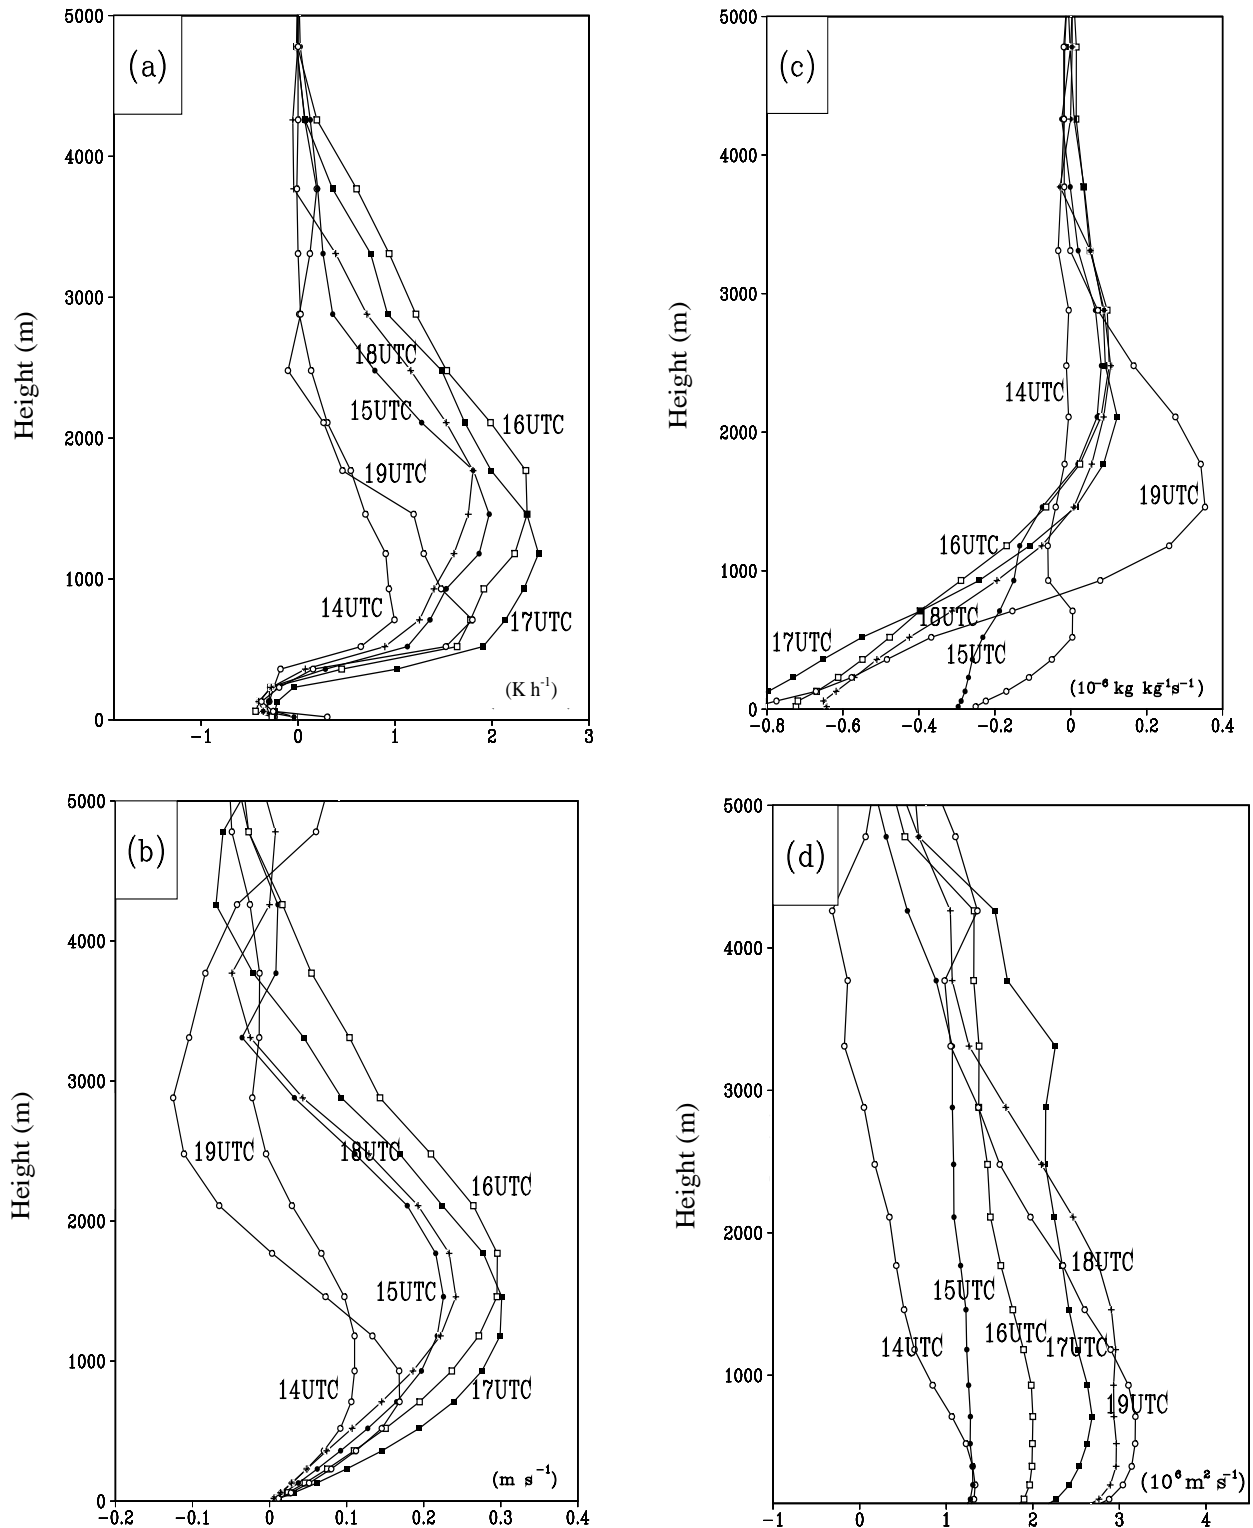 (a)
5000
4000
3000
2000
1000
0
Height (m)
18UTC
15UTC
16UTC
19UTC
14UTC
17UTC
(K h⁻¹)
-1
0
1
2
3
(c)
5000
4000
3000
2000
1000
0
Height (m)
14UTC
19UTC
16UTC
18UTC
17UTC
15UTC
(10⁻⁶ kg kg⁻¹s⁻¹)
-0.8
-0.6
-0.4
-0.2
0
0.2
0.4
(b)
5000
4000
3000
2000
1000
0
Height (m)
19UTC
18UTC
16UTC
15UTC
14UTC
17UTC
(m s⁻¹)
-0.2
-0.1
0
0.1
0.2
0.3
0.4
(d)
5000
4000
3000
2000
1000
Height (m)
18UTC
15UTC
16UTC
14UTC
17UTC
19UTC
(10⁶ m² s⁻¹)
-1
0
1
2
3
4